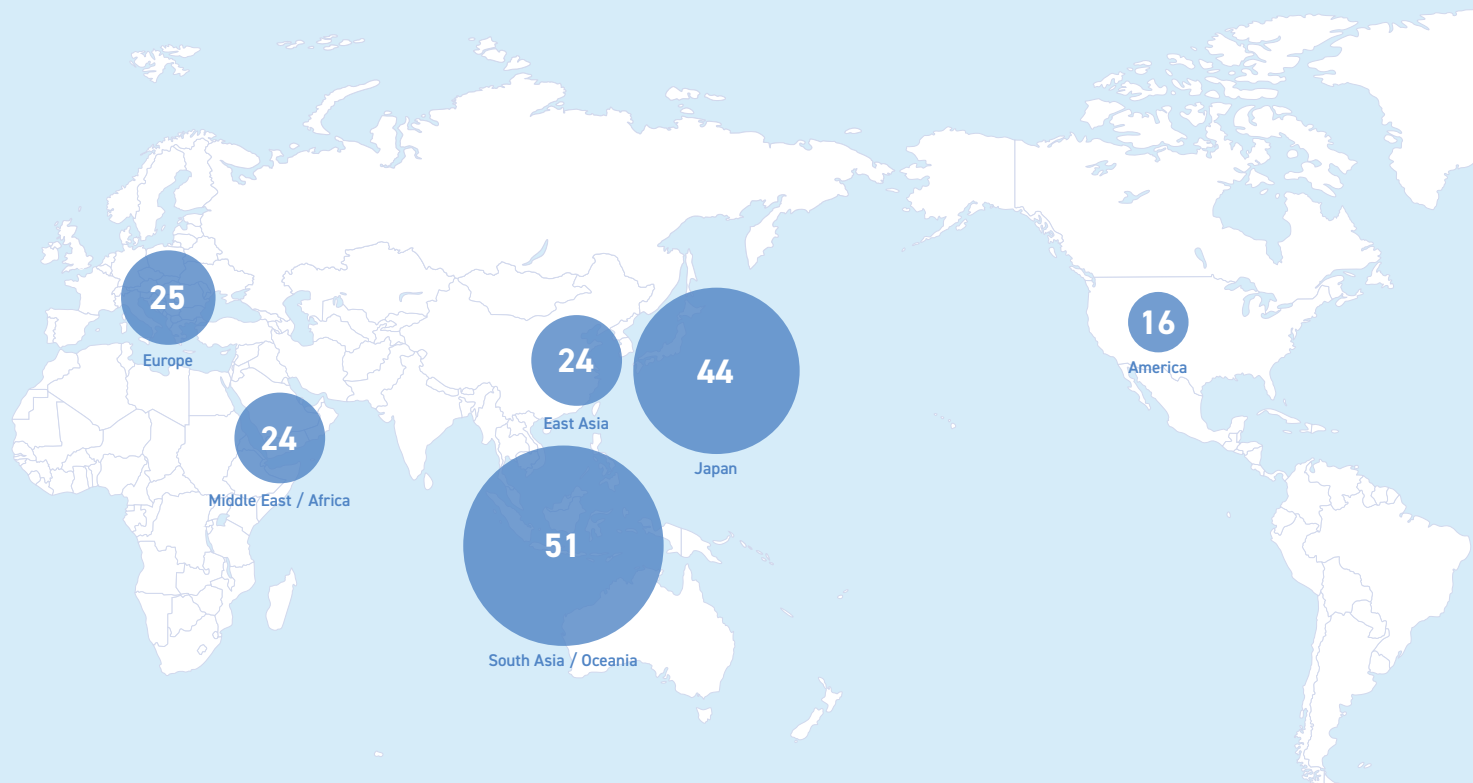 25
Europe
24
Middle East / Africa
24
East Asia
44
Japan
51
South Asia / Oceania
16
America